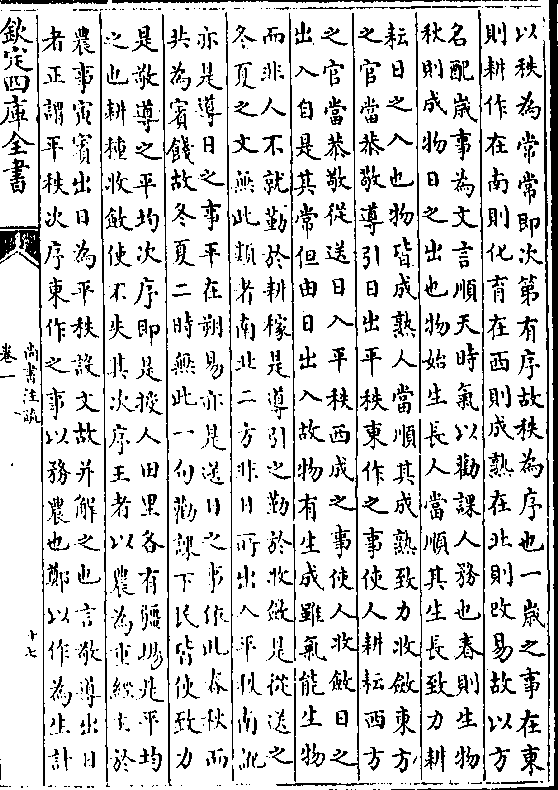 以秩為常常即次第有序故秩為序也一歲之事在東
則耕作在南則化育在西則成熟在北則改易故以方
名配歲事為文言順天時氣以勸課人務也春則生物
秋則成物日之出也物始生長人當順其生長致力耕
耘日之入也物皆成熟人當順其成熟致力收斂東方
之官當恭敬導引日出平秩東作之事使人耕耘西方
之官當恭敬從送日入平秩西成之事使人收斂日之
出入自是其常但由日出入故物有生成雖氣能生物
而非人不就勤於耕稼是導引之勤於收斂是從送之
冬夏之文無此類者南北二方非日所出入平秩南訛
亦是導日之事平在朔易亦是送日之事依此春秋而
共為賓餞故冬夏二時無此一句勸課下民皆使致力
是敬導之平均次序即是授人田里各有疆埸是平均
之也耕種收斂使不失其次序王者以農為重經主於
農事寅賓出日為平秩設文故并解之也言敬導出日
者正謂平秩次序東作之事以務農也鄭以作為生計
欽定四庫全書
尚書注疏
卷一
十七